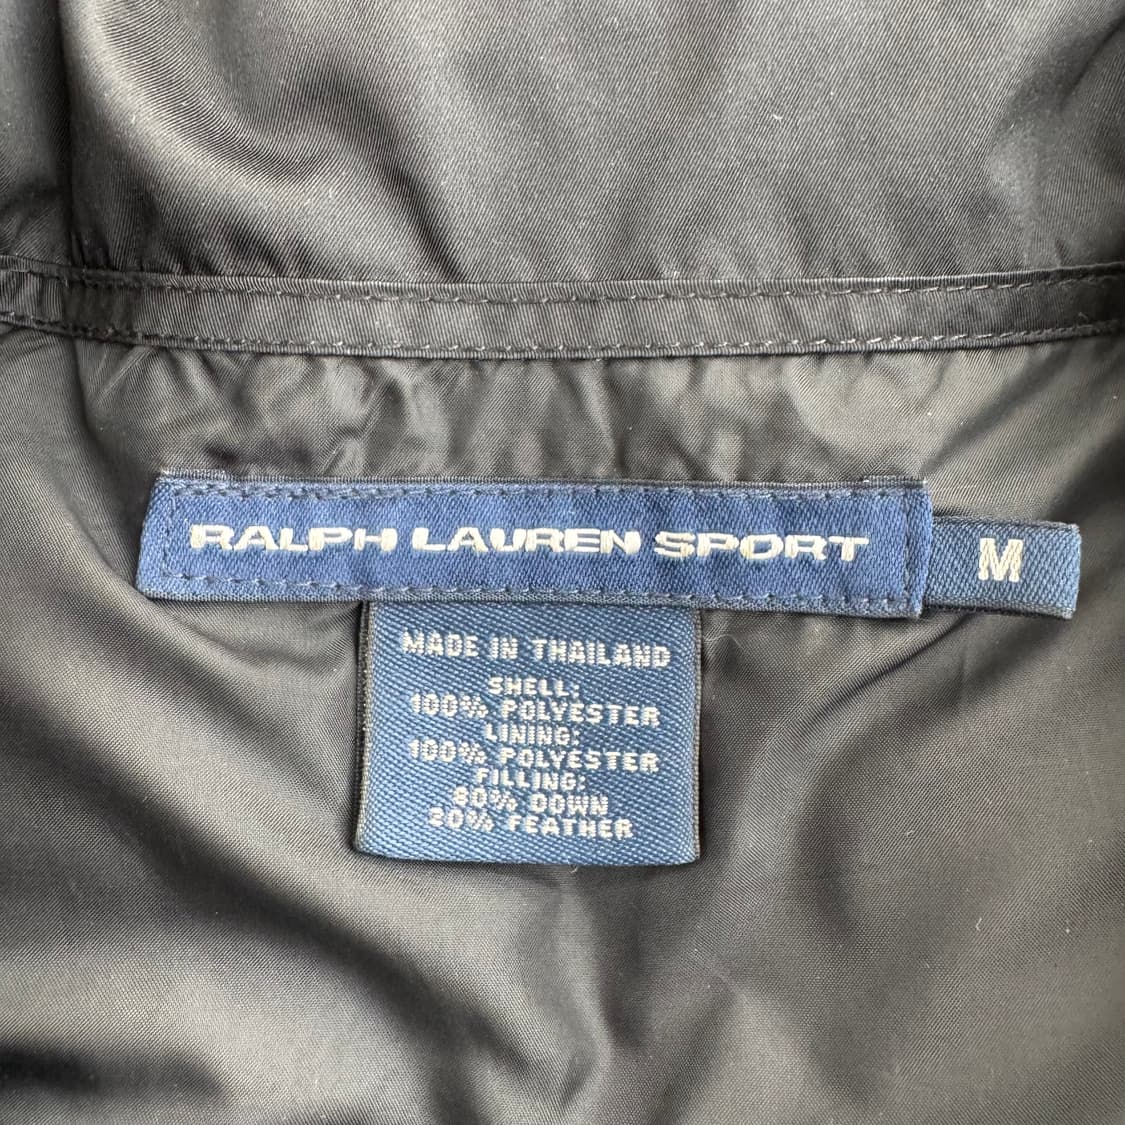 RALPH LAUREN SPORT
M
MADE IN THAILAND
SHELL:
100% POLYESTER
LINING:
100% POLYESTER
FILLING:
80% DOWN
20% FEATHER